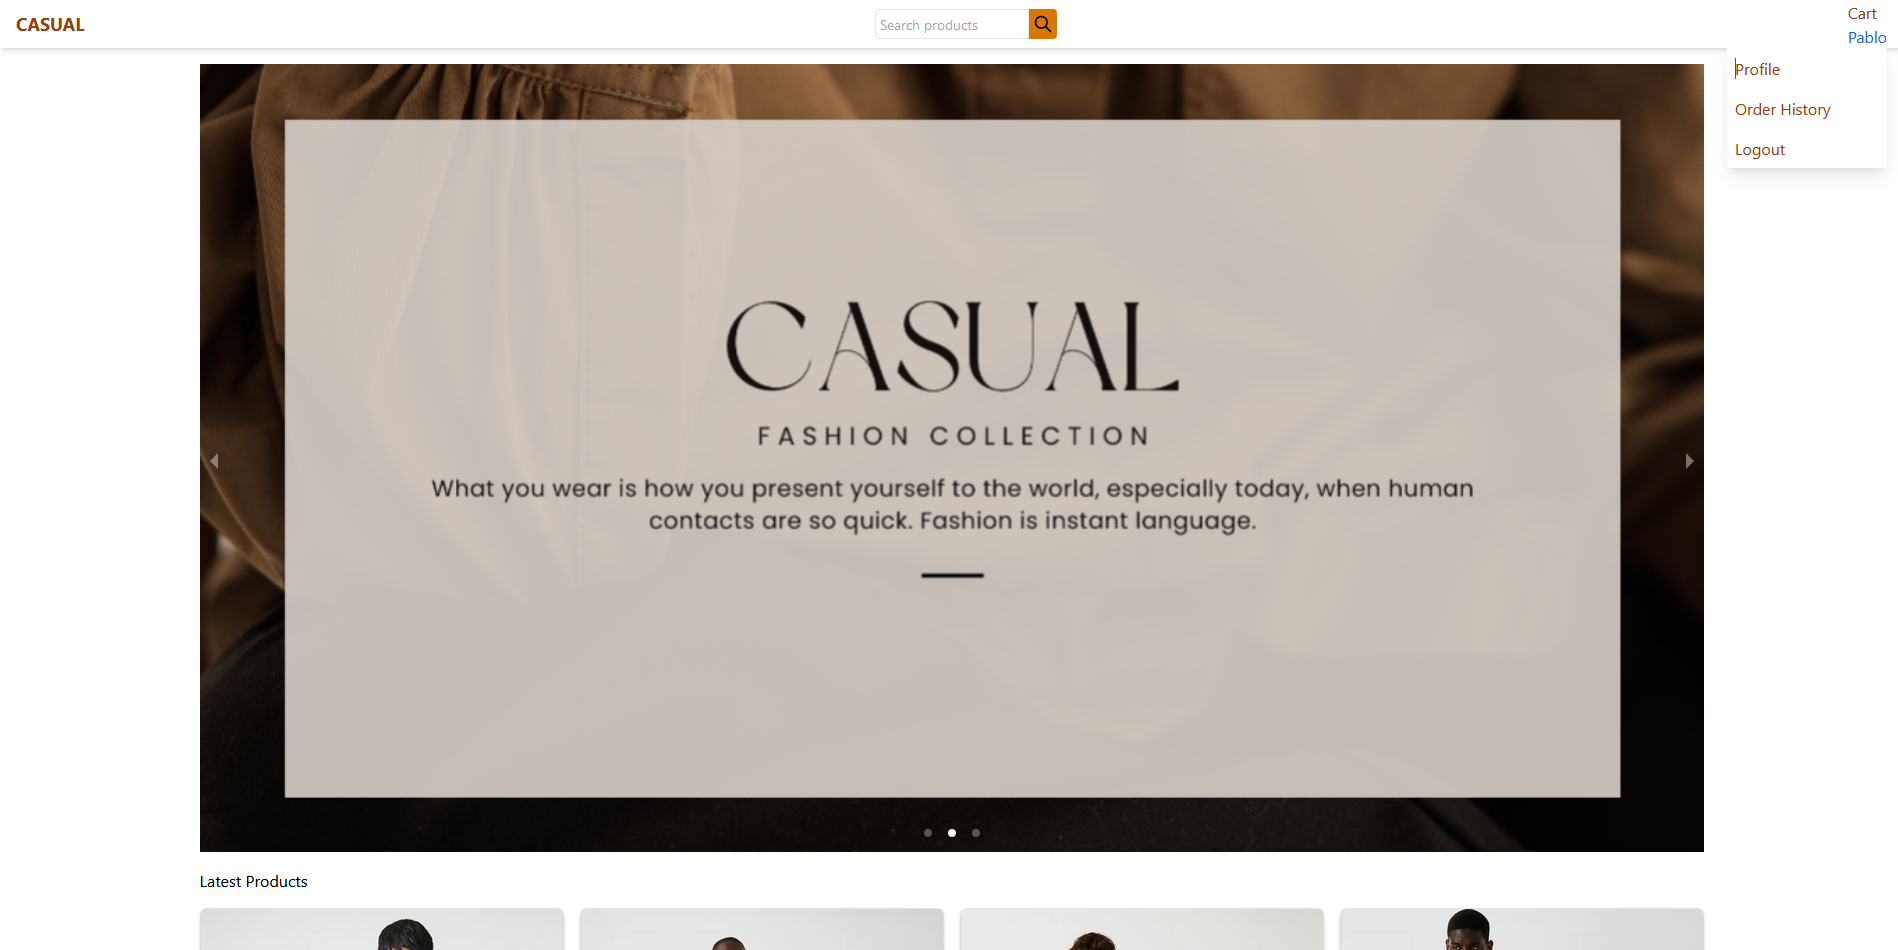 CASUAL
Search products
Cart
Pablo
Profile
Order History
Logout
CASUAL
FASHION COLLECTION
What you wear is how you present yourself to the world, especially today, when human
contacts are so quick. Fashion is instant language.
Latest Products